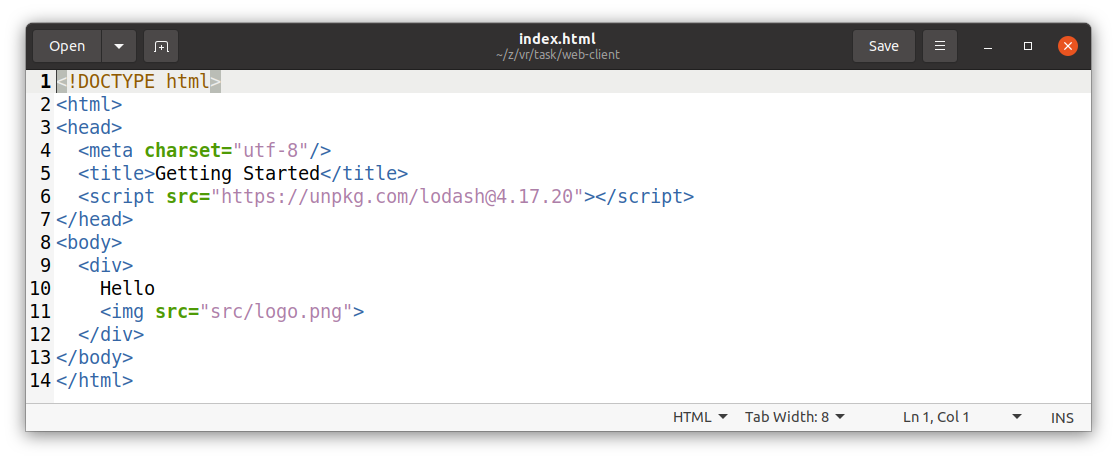 Open
index.html
~/z/vr/task/web-client
Save
1 <!DOCTYPE html>
2 <html>
3 <head>
4   <meta charset="utf-8"/>
5   <title>Getting Started</title>
6   <script src="https://unpkg.com/lodash@4.17.20"></script>
7 </head>
8 <body>
9   <div>
10     Hello
11     <img src="src/logo.png">
12   </div>
13 </body>
14 </html>
HTML Tab Width: 8 Ln 1, Col 1 INS